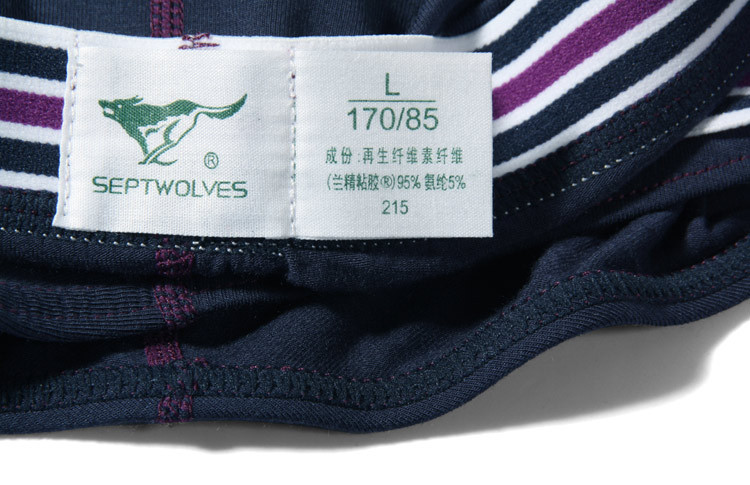 ®
SEPTWOLVES
L
170/85
成份:再生纤维素纤维
(兰精粘胶®)95% 氨纶5%
215